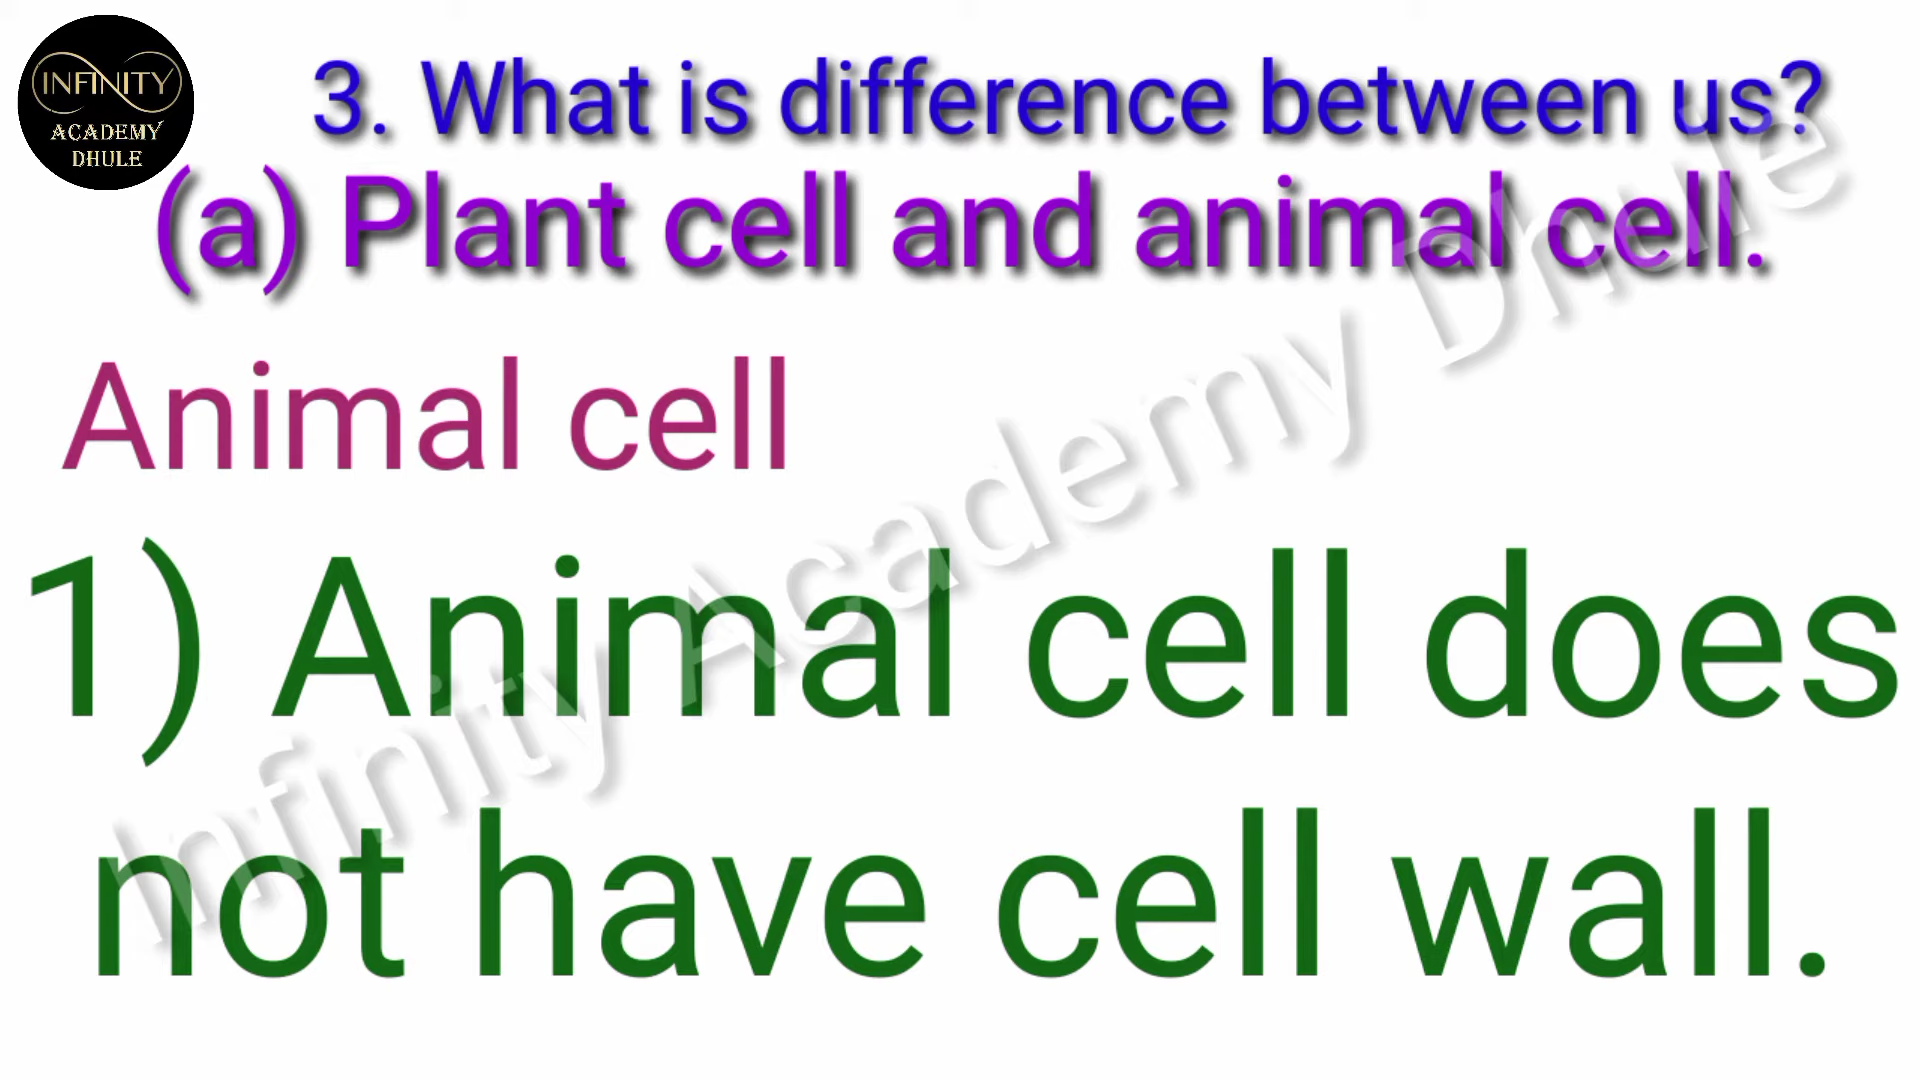 INFINITY
ACADEMY
DHULE
3. What is difference between us?
(a) Plant cell and animal cell.
Animal cell
1) Animal cell does
not have cell wall.
Infinity Academy Dhule